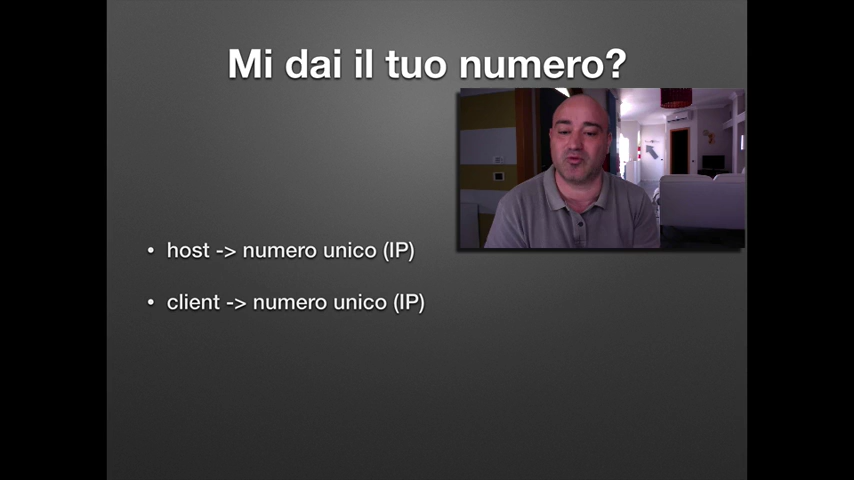 Mi dai il tuo numero?
• host -> numero unico (IP)
• client -> numero unico (IP)